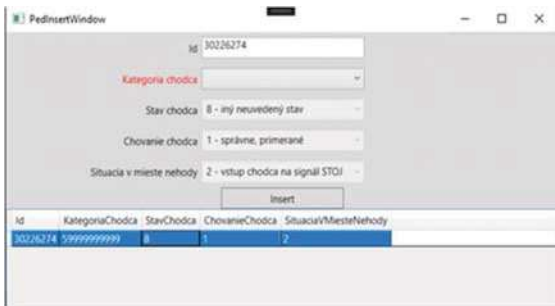 PedInsertWindow
Id 30226274
Kategoria chodca
Stav chodca 8 - iný neuvedený stav
Chovanie chodca 1 - správne, primerané
Situacia v mieste nehody 2 - vstup chodca na signál STOJ
Insert
Id KategoriaChodca StavChodca ChovanieChodca SituaciaVMiesteNehody
30226274 59999999999 8 1 2